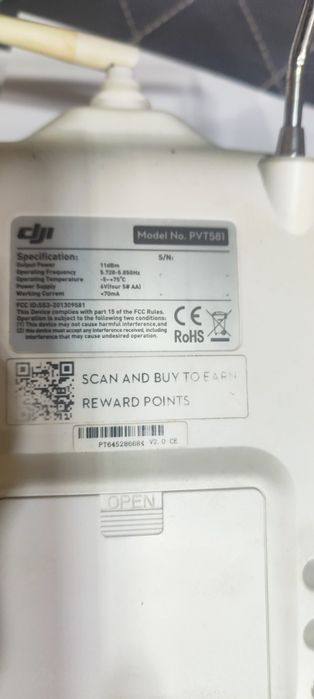 dji
Model No. PVT581
Specification: S/N:
Output Power 11dBm
Operating Frequency 5.728-5.850GHz
Operating Temperature -5~+75°C
Power Supply 6V(four 5# AA)
Working Current <70mA
FCC ID:SS3-201309581
This Device complies with part 15 of the FCC Rules.
Operation is subject to the following two conditions:
(1) This device may not cause harmful interference,and
(2) this device must accept any interference received, including
interference that may cause undesired operation.
CE
RoHS
SCAN AND BUY TO EARN
REWARD POINTS
PT645286684 V2.0 CE
OPEN